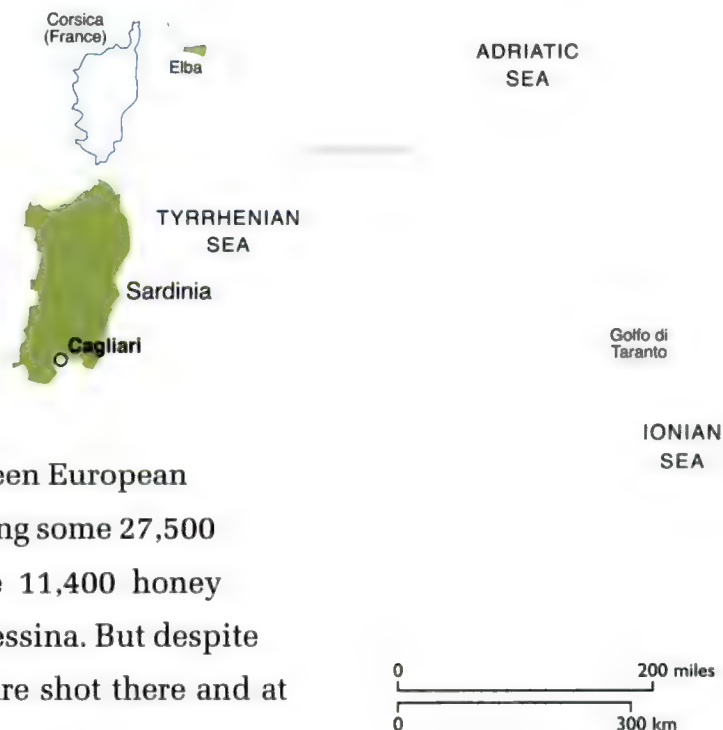 Corsica
(France)
Elba
ADRIATIC
SEA
TYRRHENIAN
SEA
Sardinia
Cagliari
Golfo di
Taranto
IONIAN
SEA
een European
ng some 27,500
e 11,400 honey
essina. But despite
re shot there and at
0 200 miles
0 300 km